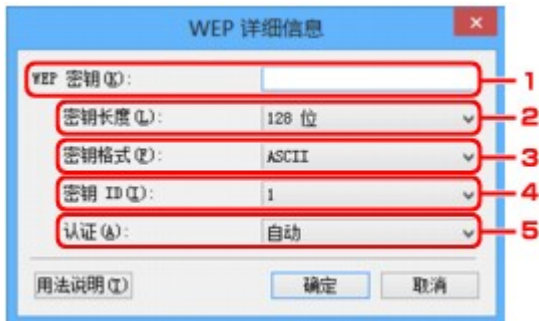 WEP 详细信息
WEP 密钥(K): 1
密钥长度(L): 128 位 2
密钥格式(F): ASCII 3
密钥 ID(I): 1 4
认证(A): 自动 5
用法说明(T) 确定 取消